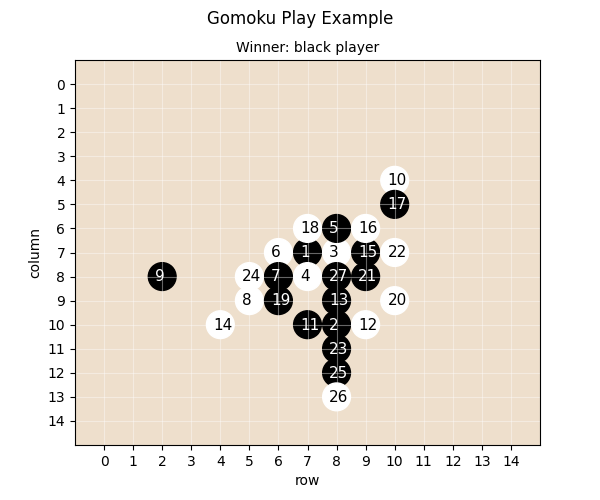 Gomoku Play Example
Winner: black player
0
1
2
3
4 10
5 17
6 18 5 16
column
7 6 1 3 15 22
8 9 24 7 4 27 21
9 8 19 13 20
10 14 11 2 12
11 23
12 25
13 26
14
0 1 2 3 4 5 6 7 8 9 10 11 12 13 14
row